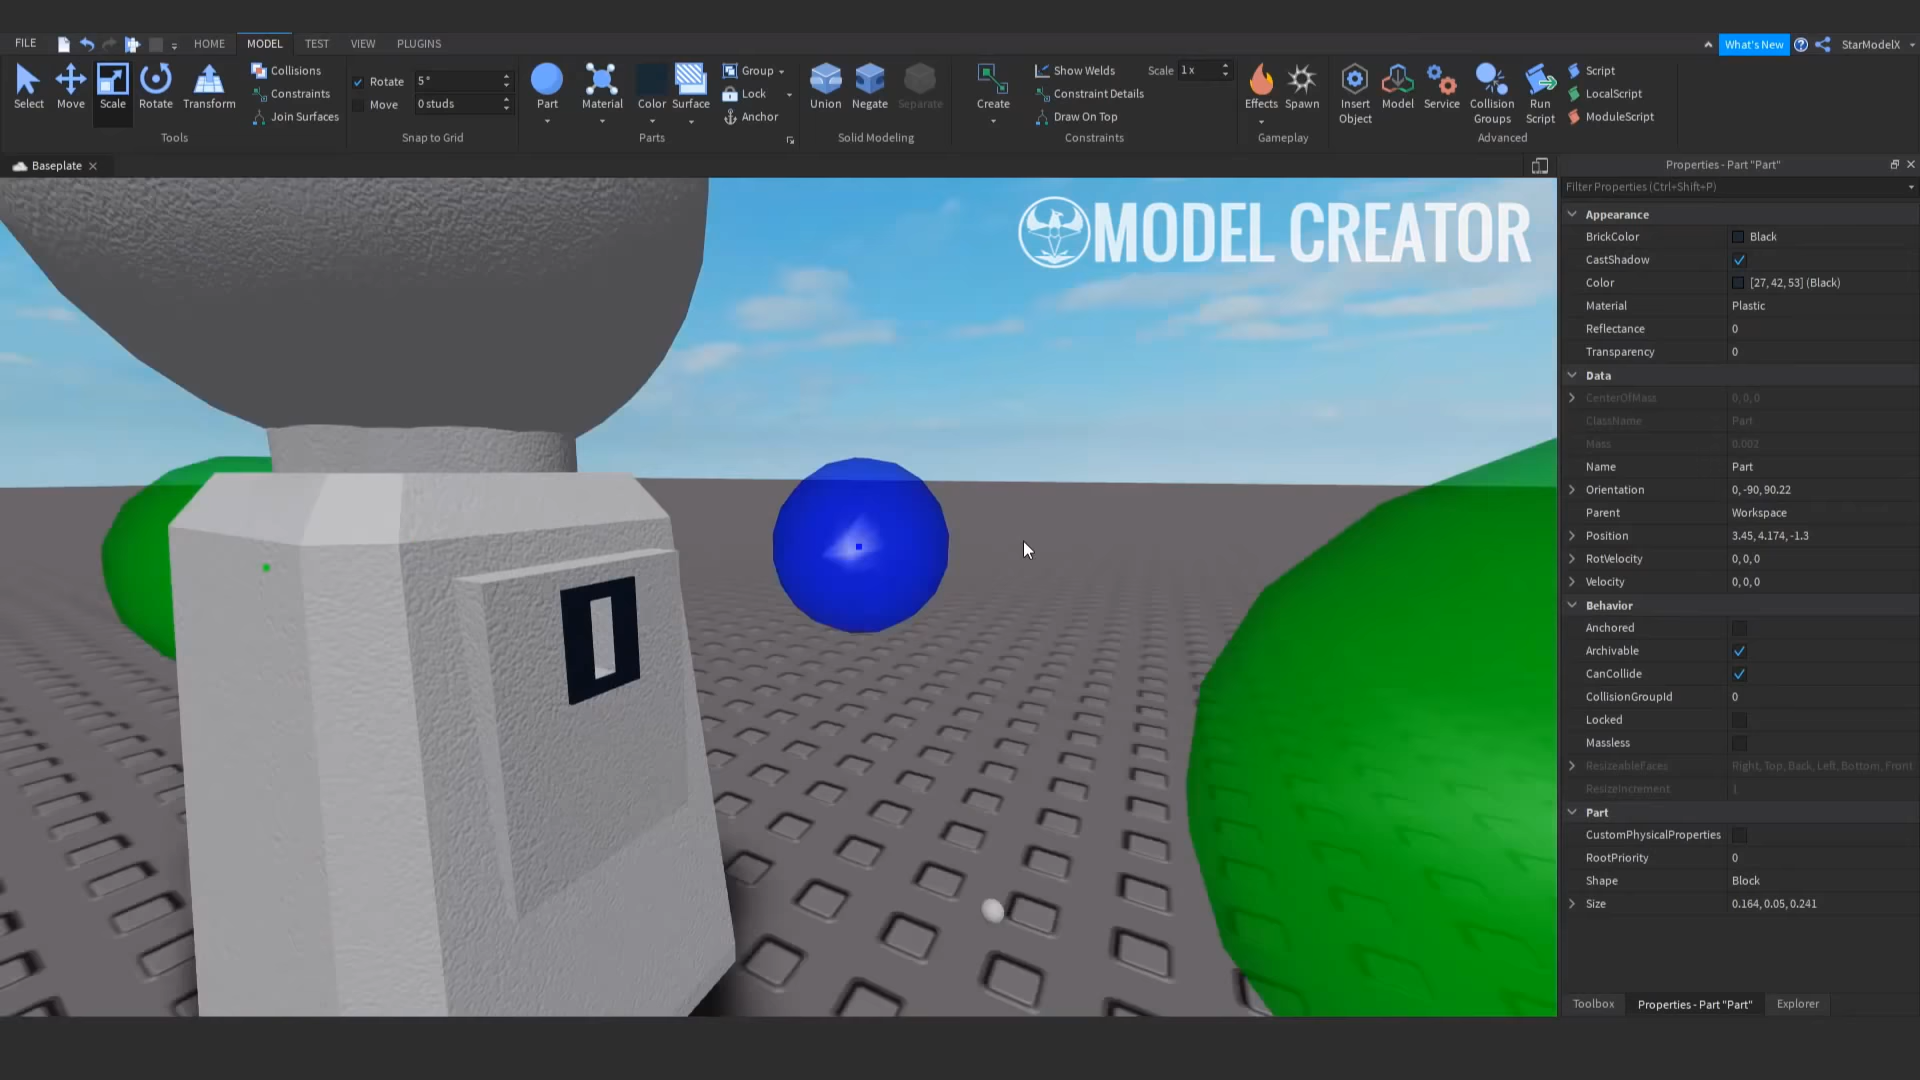 FILE HOME MODEL TEST VIEW PLUGINS What's New StarModelX
Select Move Scale Rotate Transform
Collisions
Constraints
Join Surfaces
Tools
Rotate 5 °
Move 0 studs
Snap to Grid
Part Material Color Surface
Group
Lock
Anchor
Parts
Union Negate Separate
Solid Modeling
Create
Show Welds Scale 1 x
Constraint Details
Draw On Top
Constraints
Effects Spawn
Gameplay
Insert Object Model Service Collision Groups Run Script
Script
LocalScript
ModuleScript
Advanced
Baseplate
MODEL CREATOR
Properties - Part "Part"
Filter Properties (Ctrl+Shift+P)
Appearance
BrickColor Black
CastShadow
Color [27, 42, 53] (Black)
Material Plastic
Reflectance 0
Transparency 0
Data
CenterOfMass 0, 0, 0
ClassName Part
Mass 0.002
Name Part
Orientation 0, -90, 90.22
Parent Workspace
Position 3.45, 4.174, -1.3
RotVelocity 0, 0, 0
Velocity 0, 0, 0
Behavior
Anchored
Archivable
CanCollide
CollisionGroupId 0
Locked
Massless
ResizeableFaces Right, Top, Back, Left, Bottom, Front
ResizeIncrement 1
Part
CustomPhysicalProperties
RootPriority 0
Shape Block
Size 0.164, 0.05, 0.241
Toolbox Properties - Part "Part" Explorer